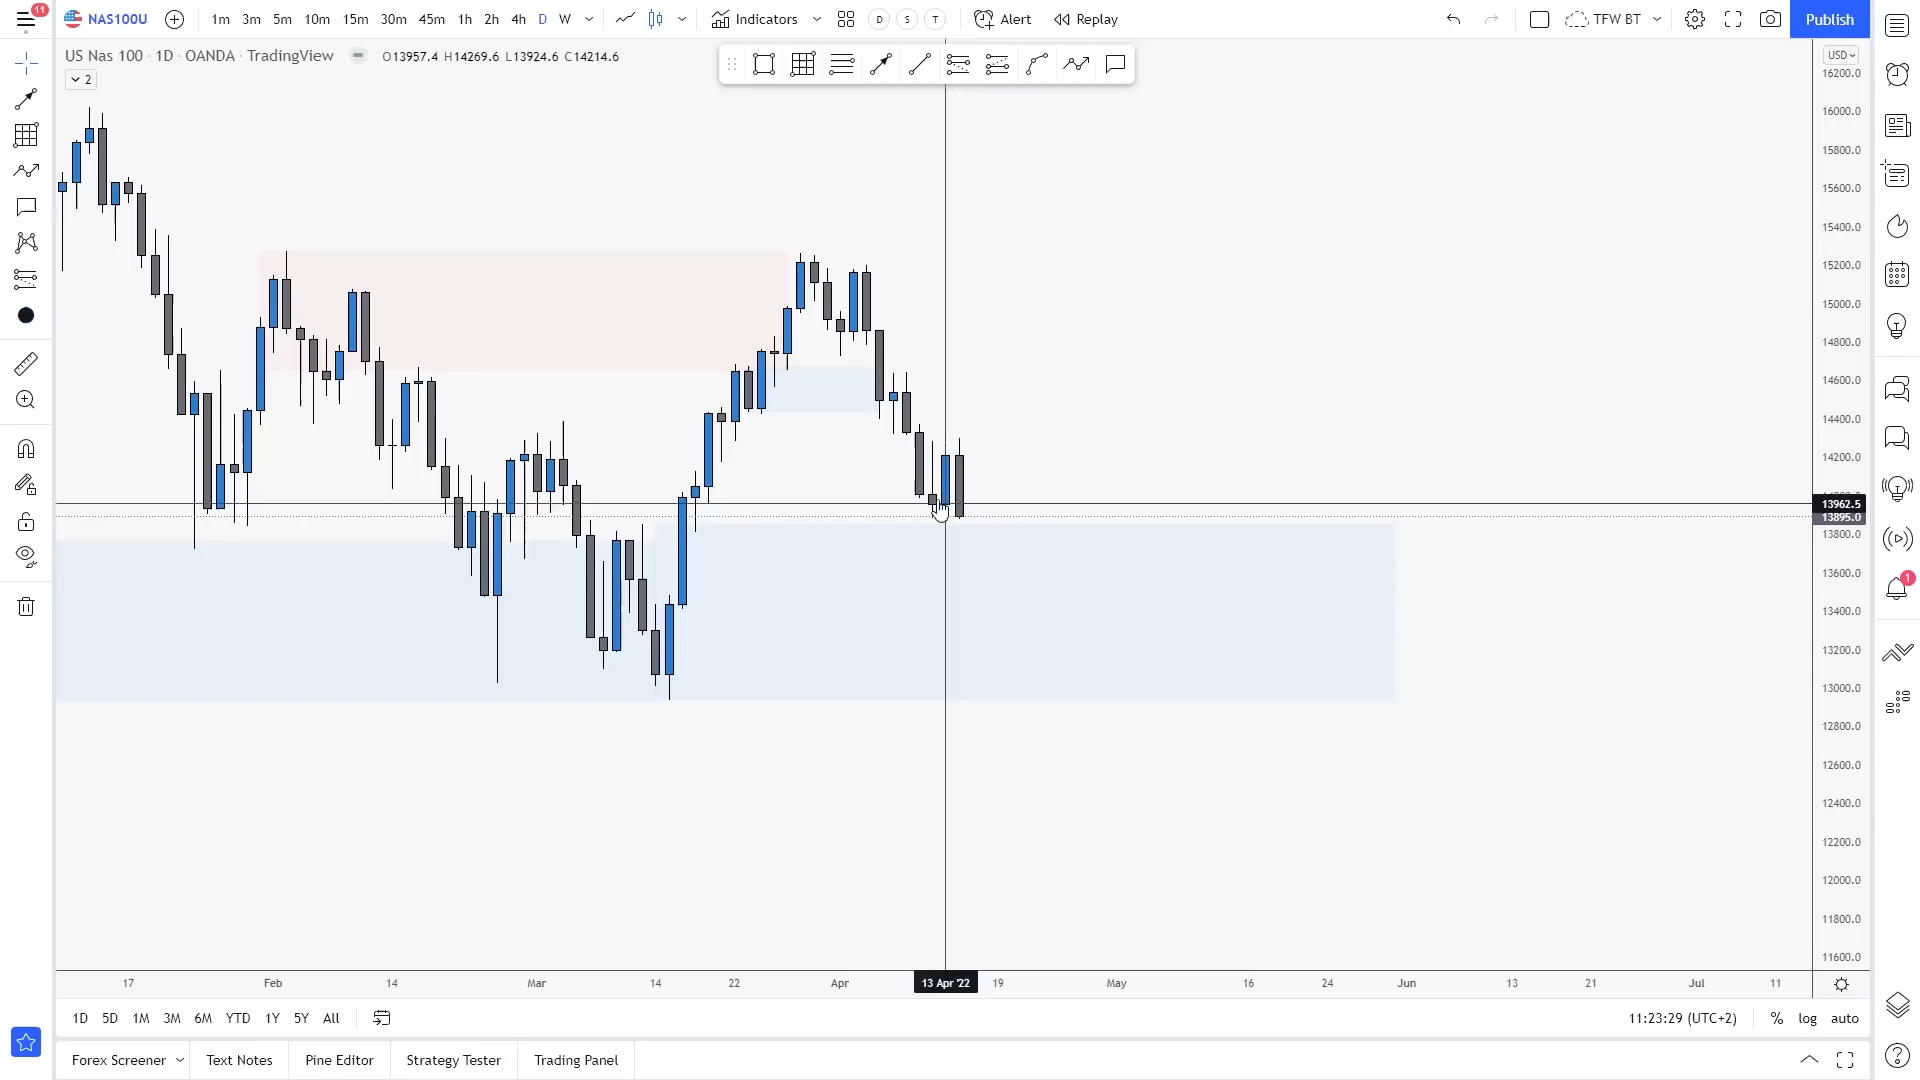 11
NAS100U
1m 3m 5m 10m 15m 30m 45m 1h 2h 4h D W
Indicators
D S T
Alert
Replay
TFW BT
Publish
US Nas 100 · 1D · OANDA · TradingView
O13957.4 H14269.6 L13924.6 C14214.6
2
USD
16200.0
16000.0
15800.0
15600.0
15400.0
15200.0
15000.0
14800.0
14600.0
14400.0
14200.0
13962.5
13895.0
13800.0
13600.0
13400.0
13200.0
13000.0
12800.0
12600.0
12400.0
12200.0
12000.0
11800.0
11600.0
1
17 Feb 14 Mar 14 22 Apr 13 Apr '22 19 May 16 24 Jun 13 21 Jul 11
1D 5D 1M 3M 6M YTD 1Y 5Y All
11:23:29 (UTC+2)
% log auto
Forex Screener Text Notes Pine Editor Strategy Tester Trading Panel